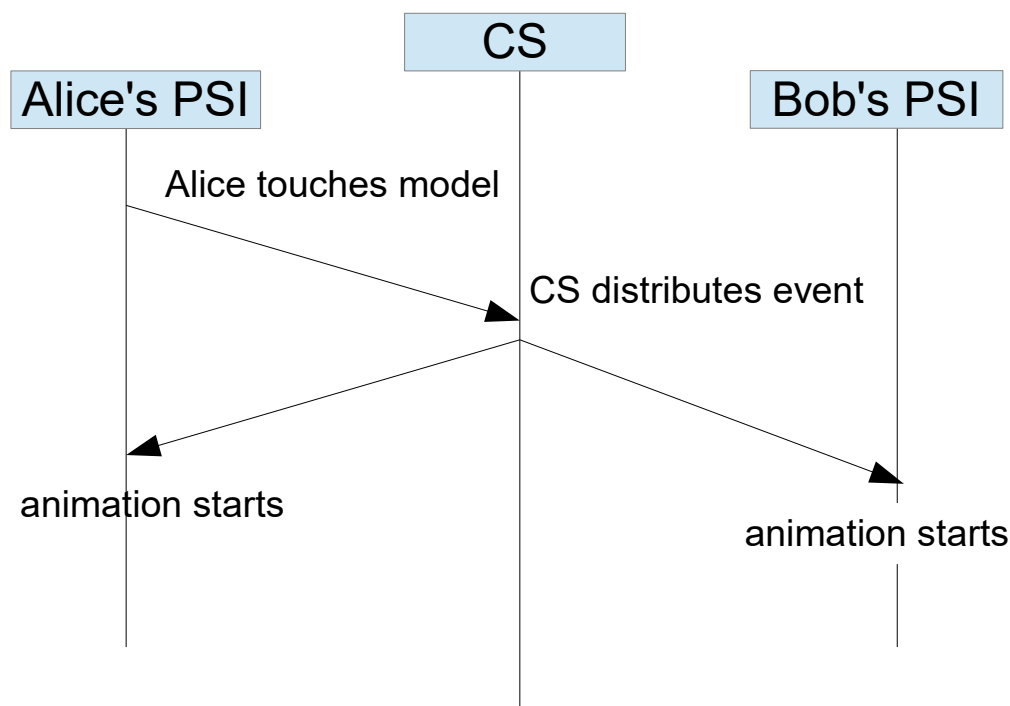 CS
Alice's PSI
Bob's PSI
Alice touches model
CS distributes event
animation starts
animation starts